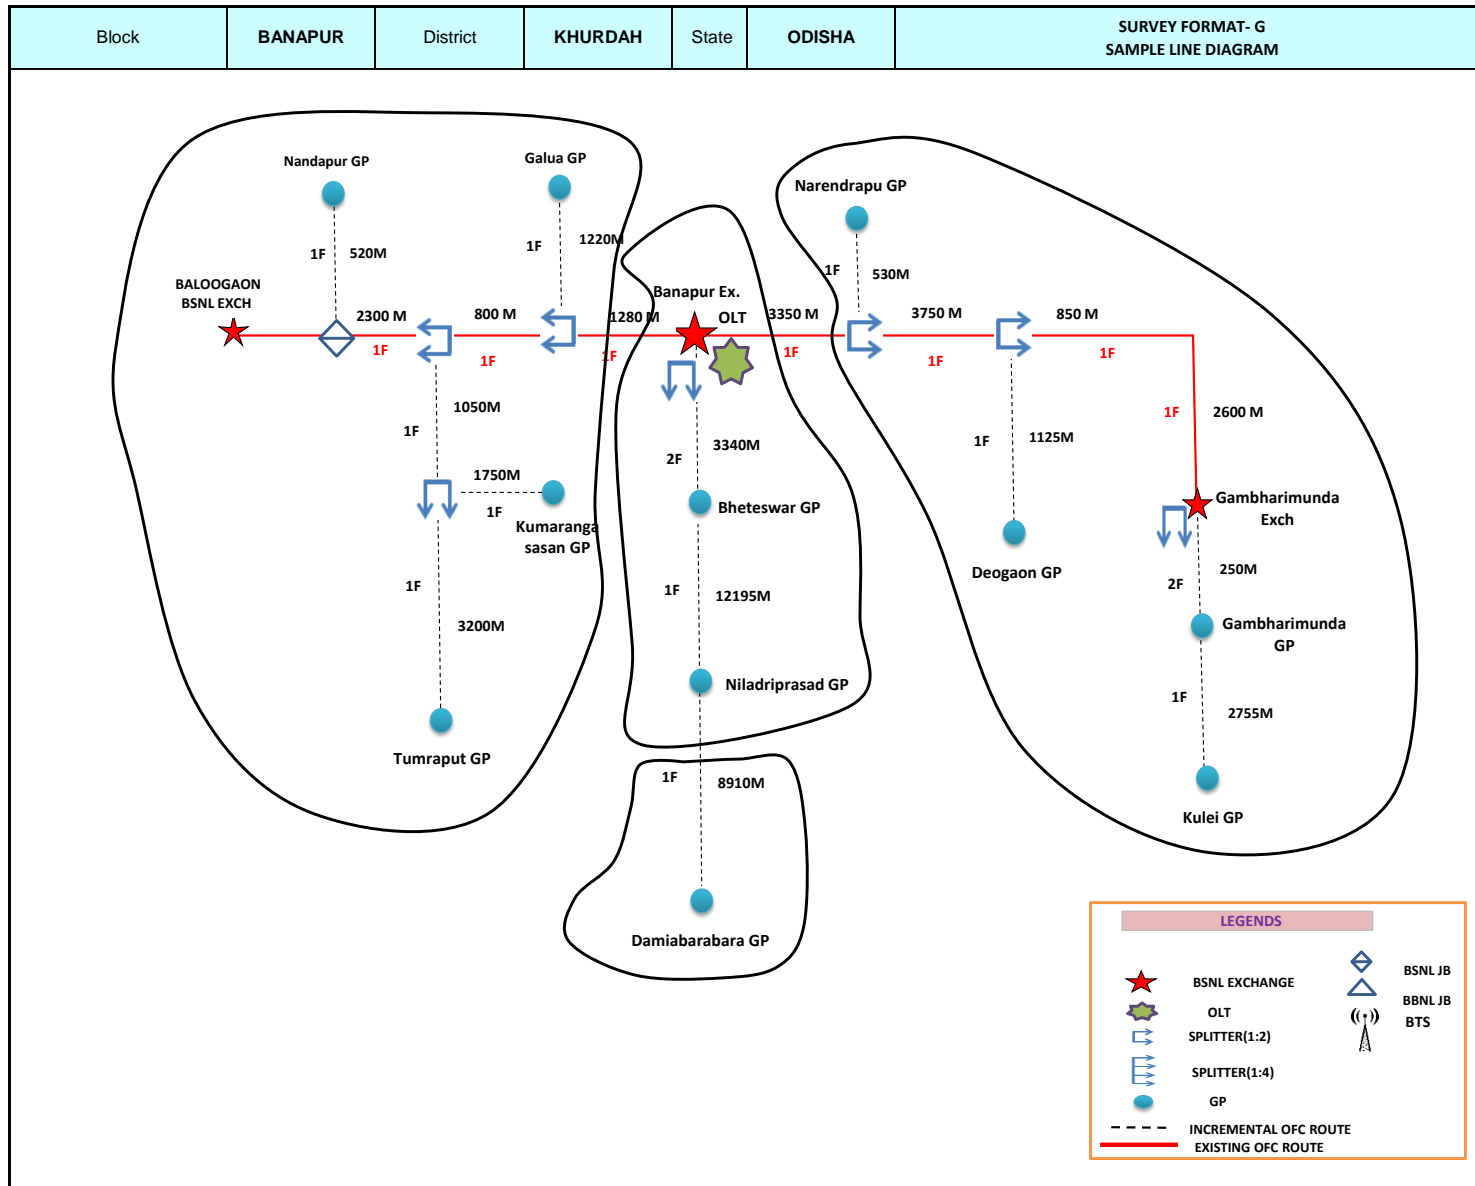 Block BANAPUR District KHURDAH State ODISHA SURVEY FORMAT- G
SAMPLE LINE DIAGRAM
Nandapur GP
Galua GP
Narendrapu GP
1F 520M
1F 1220M
1F 530M
BALOOGAON
BSNL EXCH
Banapur Ex.
OLT
2300 M
800 M
1280 M
3350 M
3750 M
850 M
1F
1F
1F
1F
1F
1F
1050M
1F
1F
2600 M
3340M
2F
1F
1125M
1750M
1F
Kumaranga
sasan GP
Bheteswar GP
Gambharimunda
Exch
Deogaon GP
1F
3200M
1F
12195M
250M
2F
Gambharimunda
GP
Niladriprasad GP
1F
2755M
Tumraput GP
1F
8910M
Kulei GP
Damiabarabara GP
LEGENDS
BSNL EXCHANGE
BSNL JB
OLT
BBNL JB
BTS
SPLITTER(1:2)
SPLITTER(1:4)
GP
INCREMENTAL OFC ROUTE
EXISTING OFC ROUTE